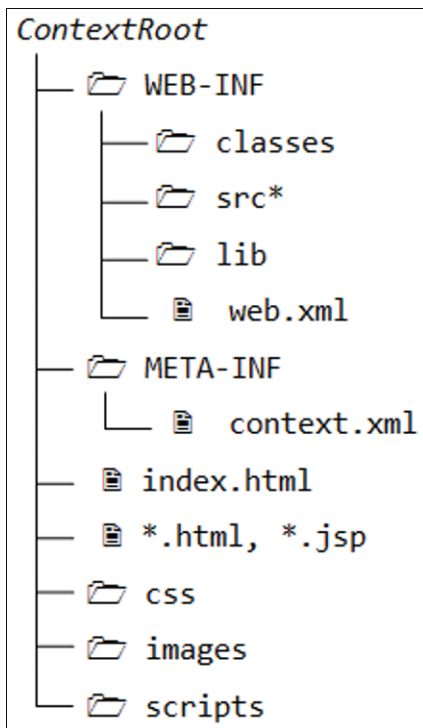 ContextRoot
WEB-INF
classes
src*
lib
web.xml
META-INF
context.xml
index.html
*.html, *.jsp
css
images
scripts